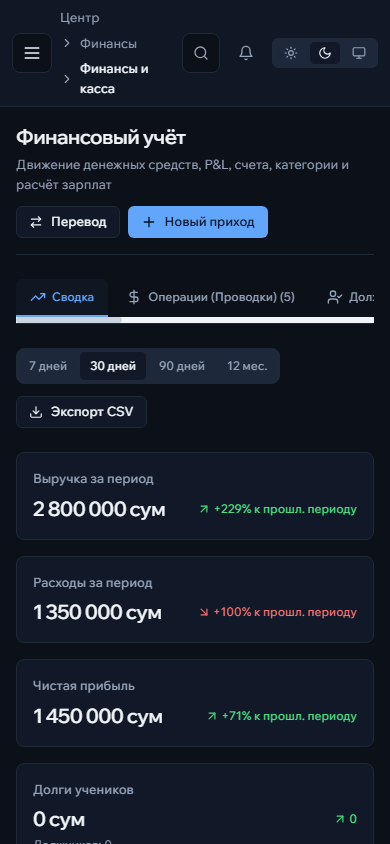 Центр
Финансы
Финансы и
касса
Финансовый учёт
Движение денежных средств, P&L, счета, категории и
расчёт зарплат
Перевод
Новый приход
Сводка
Операции (Проводки) (5)
Дол
7 дней
30 дней
90 дней
12 мес.
Экспорт CSV
Выручка за период
2 800 000 сум
+229% к прошл. периоду
Расходы за период
1 350 000 сум
+100% к прошл. периоду
Чистая прибыль
1 450 000 сум
+71% к прошл. периоду
Долги учеников
0 сум
0